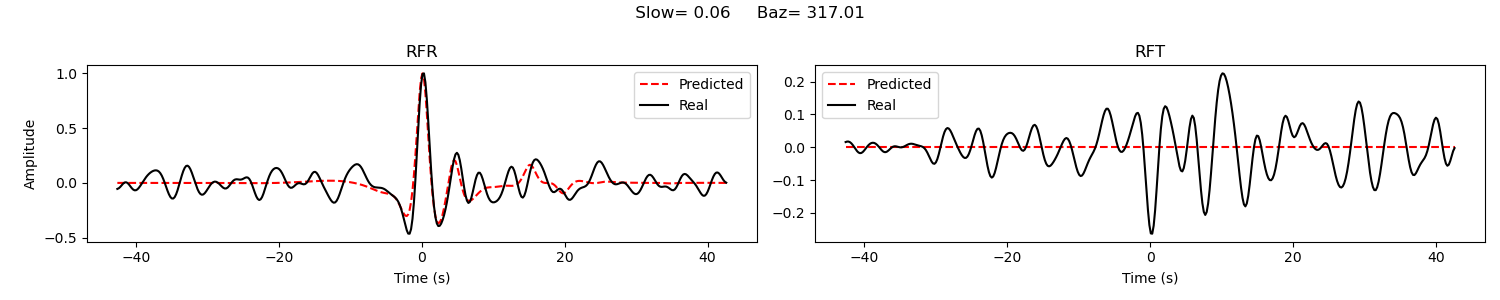 Slow= 0.06 Baz= 317.01
RFR
1.0
0.5
0.0
−0.5
Amplitude
−40 −20 0 20 40
Time (s)
Predicted
Real
RFT
0.2
0.1
0.0
−0.1
−0.2
−40 −20 0 20 40
Time (s)
Predicted
Real